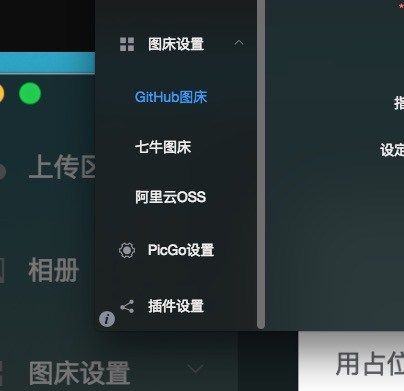 图床设置
GitHub图床
七牛图床
阿里云OSS
PicGo设置
插件设置
上传区
相册
图床设置
*
指
设定
用占位